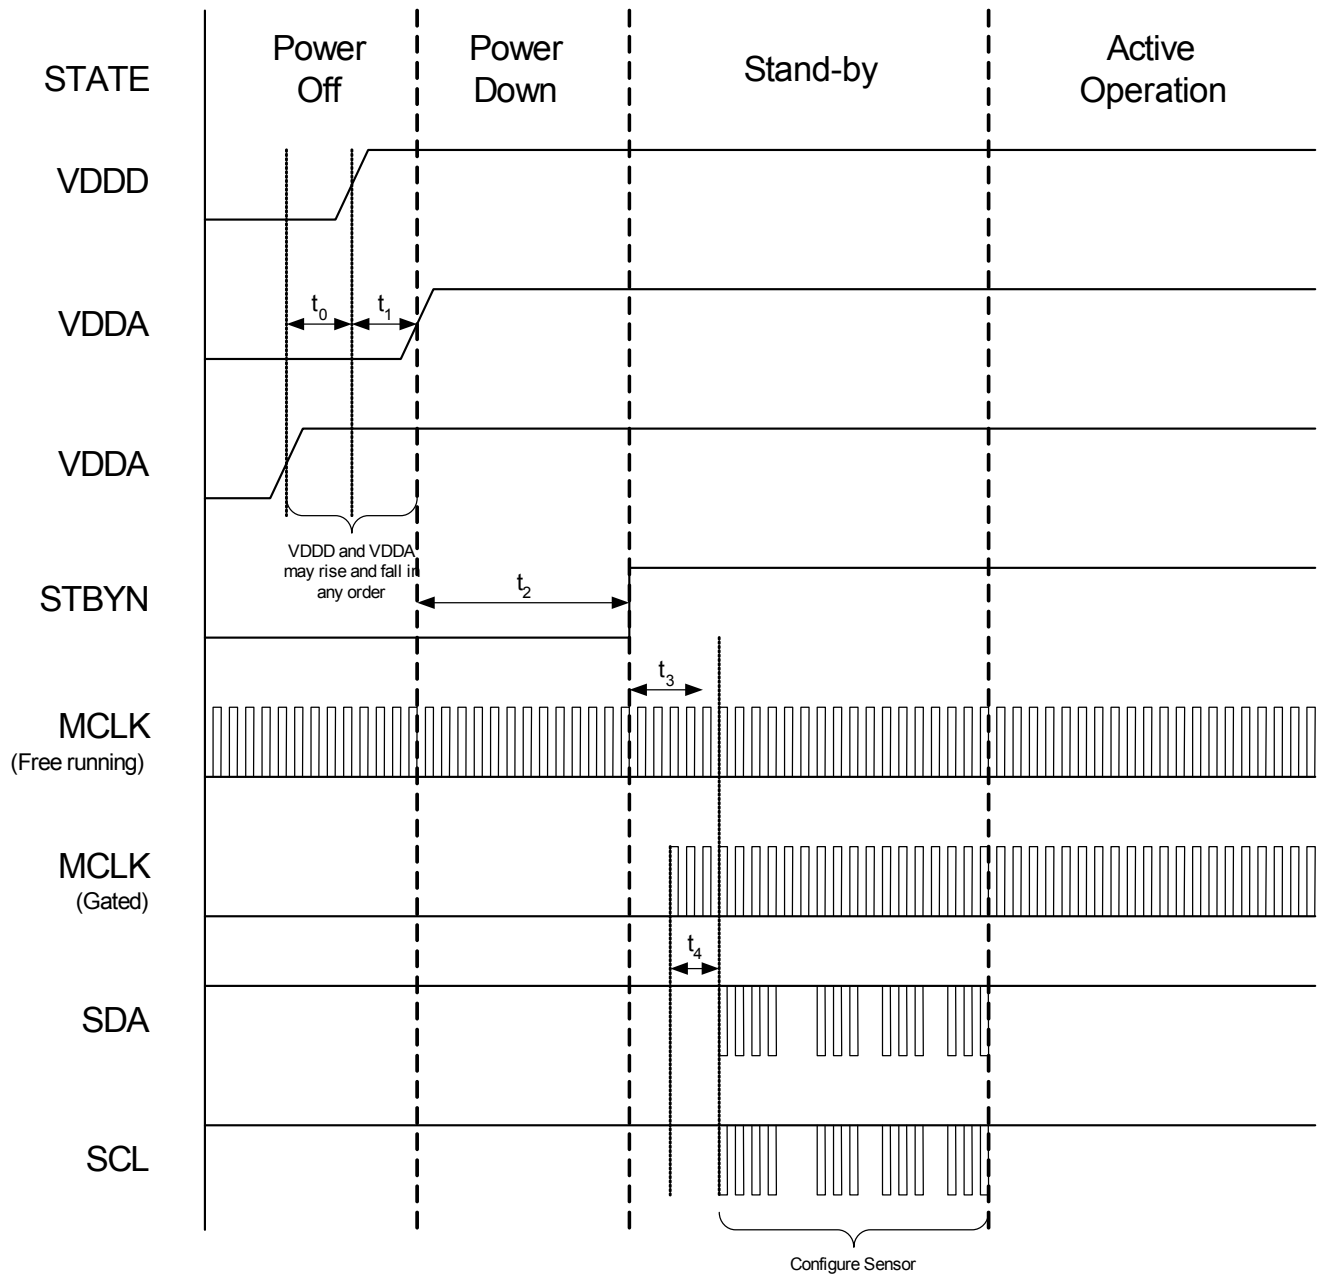 STATE
Power
Off
Power
Down
Stand-by
Active
Operation
VDDD
VDDA
t0
t1
VDDA
VDDD and VDDA
may rise and fall in
any order
STBYN
t2
t3
MCLK
(Free running)
MCLK
(Gated)
t4
SDA
SCL
Configure Sensor